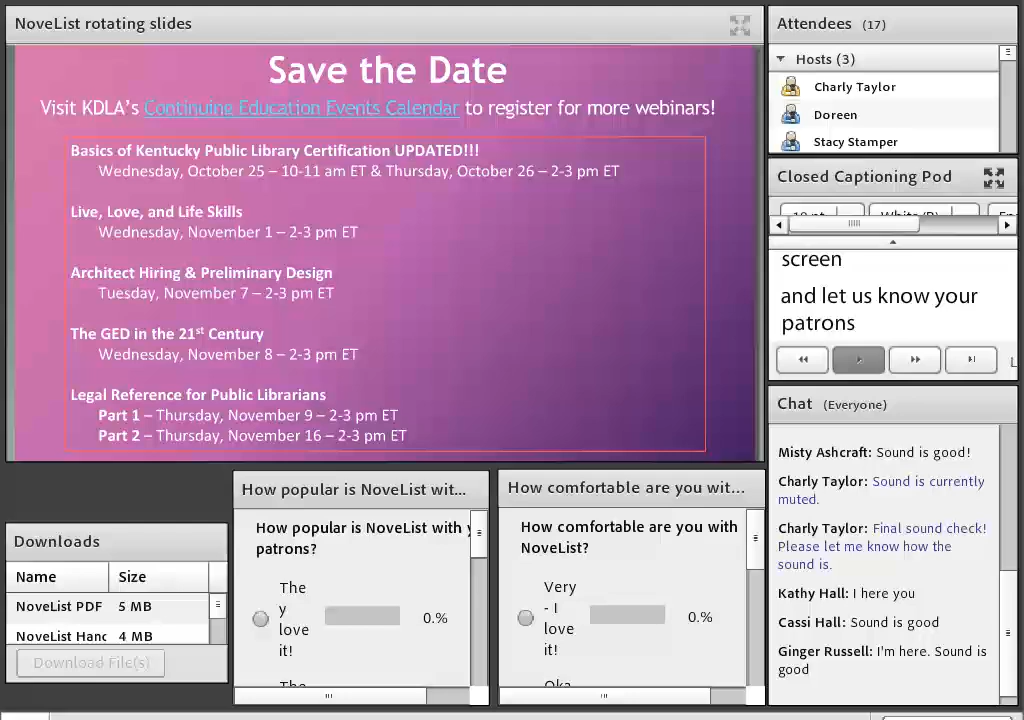 NoveList rotating slides
Save the Date
Visit KDLA's Continuing Education Events Calendar to register for more webinars!
Basics of Kentucky Public Library Certification UPDATED!!!
Wednesday, October 25 – 10-11 am ET & Thursday, October 26 – 2-3 pm ET
Live, Love, and Life Skills
Wednesday, November 1 – 2-3 pm ET
Architect Hiring & Preliminary Design
Tuesday, November 7 – 2-3 pm ET
The GED in the 21st Century
Wednesday, November 8 – 2-3 pm ET
Legal Reference for Public Librarians
Part 1 – Thursday, November 9 – 2-3 pm ET
Part 2 – Thursday, November 16 – 2-3 pm ET
Attendees (17)
Hosts (3)
Charly Taylor
Doreen
Stacy Stamper
Closed Captioning Pod
screen
and let us know your
patrons
Chat (Everyone)
Misty Ashcraft: Sound is good!
Charly Taylor: Sound is currently
muted.
Charly Taylor: Final sound check!
Please let me know how the
sound is.
Kathy Hall: I here you
Cassi Hall: Sound is good
Ginger Russell: I'm here. Sound is
good
Downloads
Name Size
NoveList PDF 5 MB
NoveList Hanc 4 MB
Download File(s)
How popular is NoveList wit...
How popular is NoveList with y
patrons?
The
y
love
it!
0.%
The
How comfortable are you wit...
How comfortable are you with
NoveList?
Very
- I
love
it!
0.%
Oka